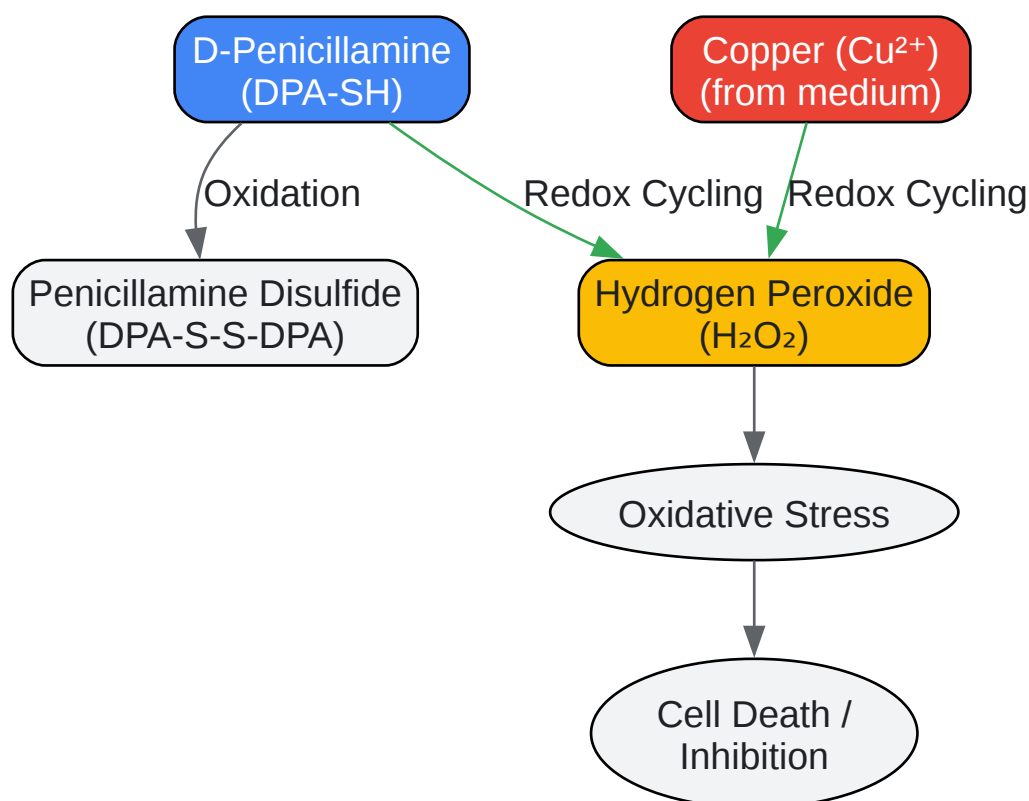 D-Penicillamine
(DPA-SH)
Copper (Cu²⁺)
(from medium)
Oxidation
Redox Cycling
Redox Cycling
Penicillamine Disulfide
(DPA-S-S-DPA)
Hydrogen Peroxide
(H₂O₂)
Oxidative Stress
Cell Death /
Inhibition